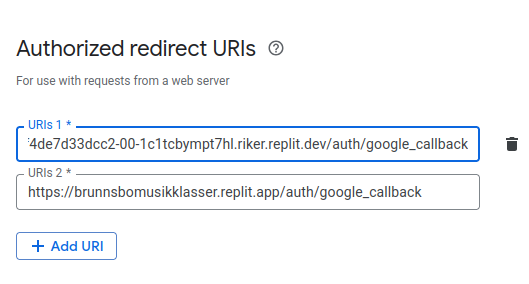 Authorized redirect URIs
For use with requests from a web server
URIs 1 *
4de7d33dcc2-00-1c1tcbympt7hl.riker.replit.dev/auth/google_callback
URIs 2 *
https://brunnsbomusikklasser.replit.app/auth/google_callback
+ Add URI